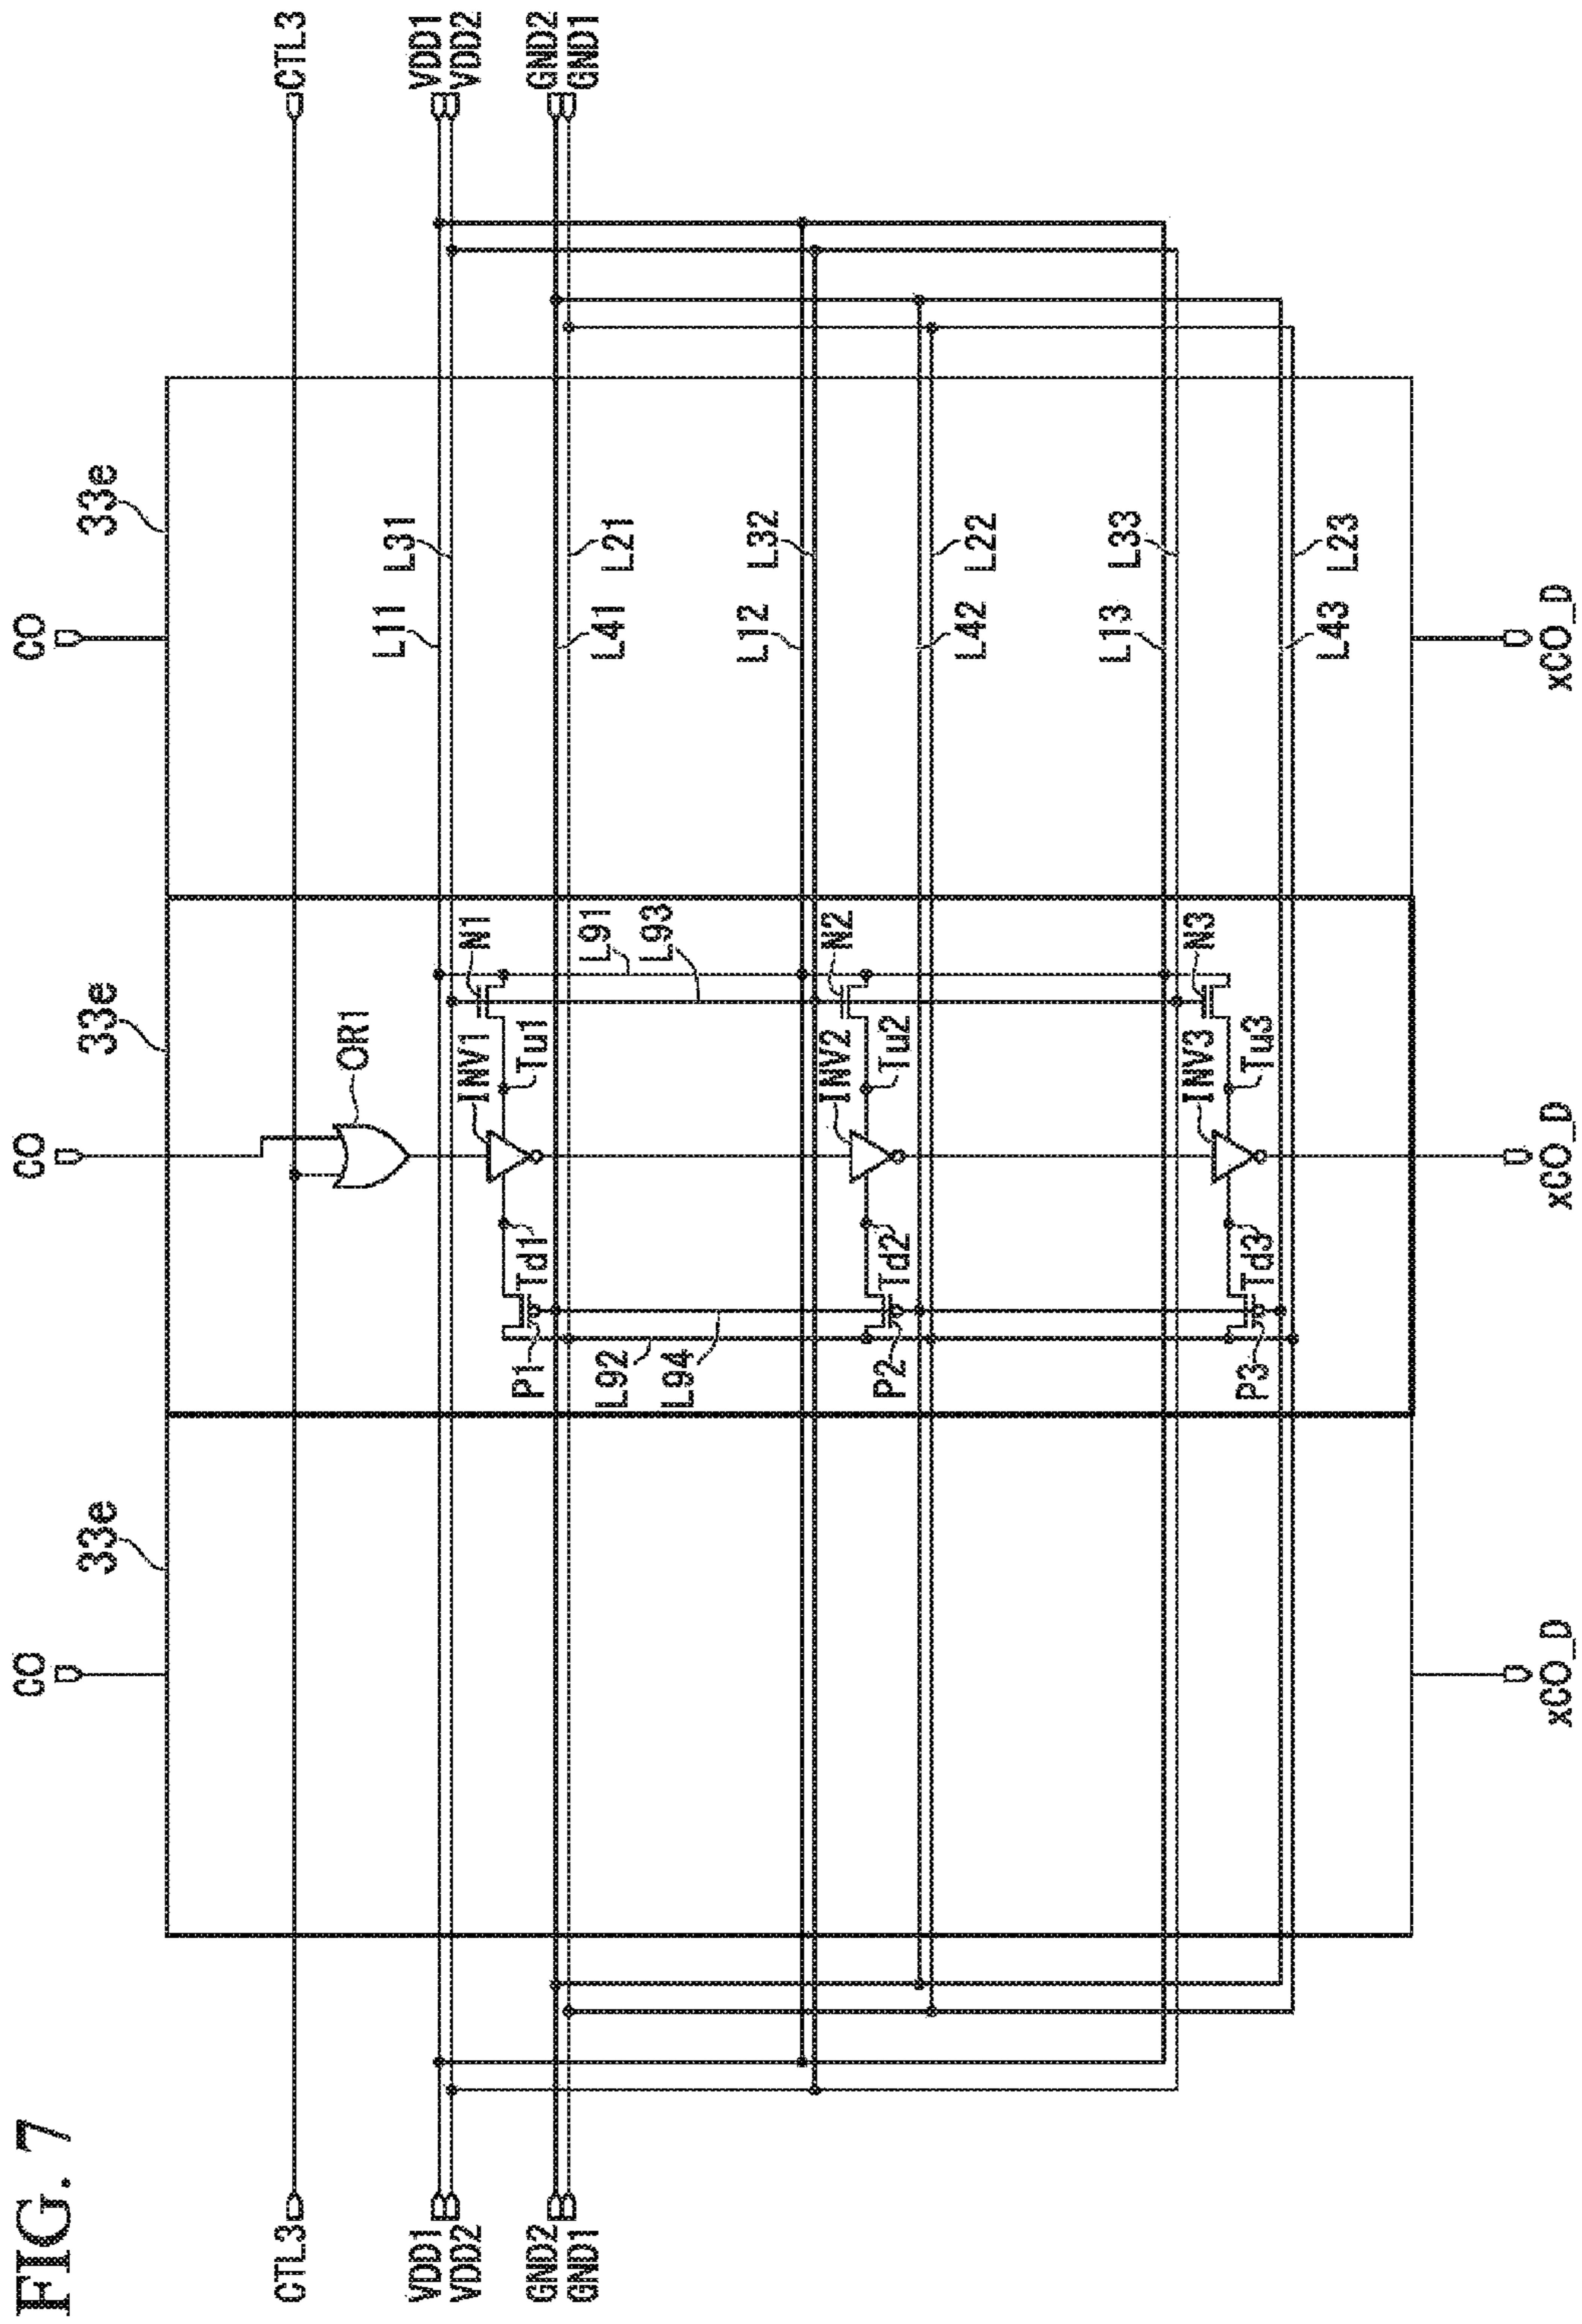 FIG. 7
CTL3
VDD1
VDD2
GND2
GND1
CO
33e
xCO_D
CO
33e
OR1
P1
Td1
INV1
Tu1
N1
L91
L93
L92
L94
P2
Td2
INV2
Tu2
N2
P3
Td3
INV3
Tu3
N3
xCO_D
CO
33e
L11
L31
L41
L21
L12
L32
L42
L22
L13
L33
L43
L23
xCO_D
CTL3
VDD1
VDD2
GND2
GND1